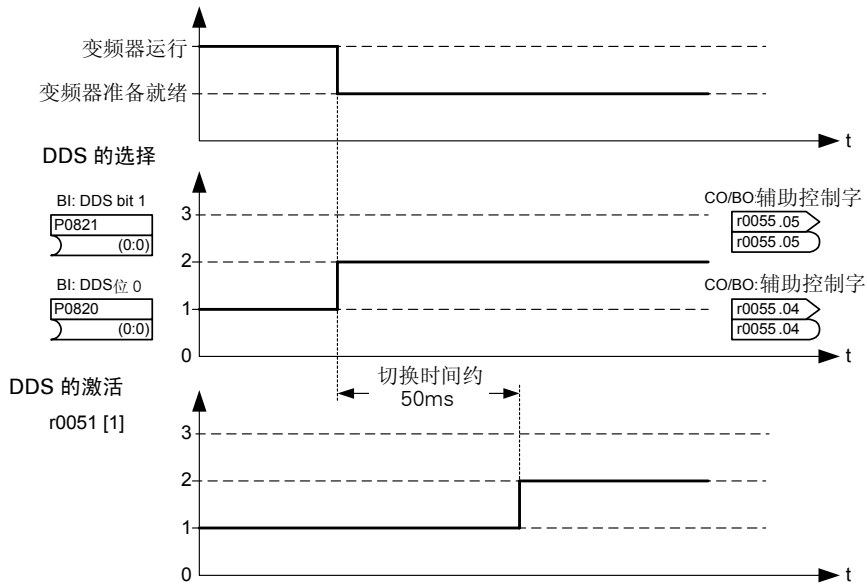 变频器运行
变频器准备就绪
t
DDS 的选择
BI: DDS bit 1
P0821
(0:0)
BI: DDS位 0
P0820
(0:0)
3
2
1
0
CO/BO:辅助控制字
r0055 .05
r0055 .05
CO/BO:辅助控制字
r0055 .04
r0055 .04
t
切换时间约
50ms
DDS 的激活
r0051 [1]
3
2
1
0
t